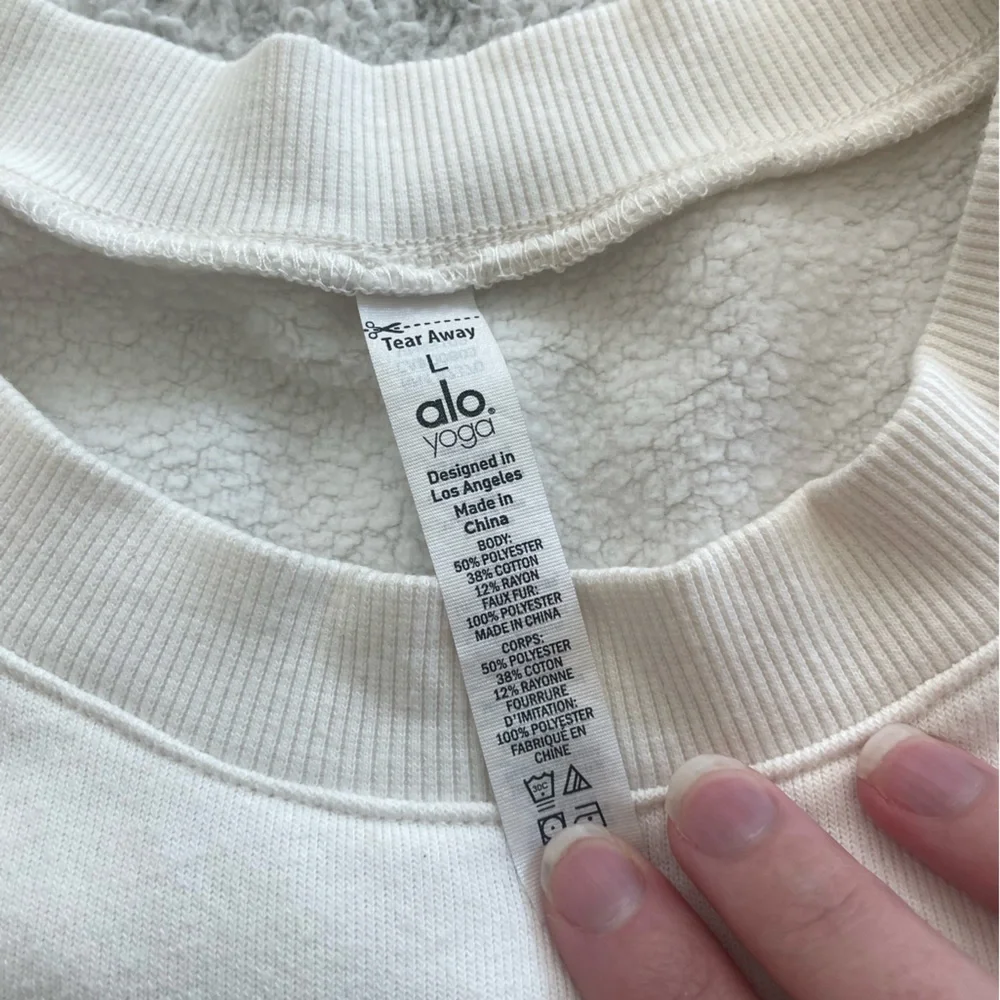 Tear Away
L
alo®
yoga
Designed in
Los Angeles
Made in
China
BODY:
50% POLYESTER
38% COTTON
12% RAYON
FAUX FUR:
100% POLYESTER
MADE IN CHINA
CORPS:
50% POLYESTER
38% COTON
12% RAYONNE
FOURRURE
D'IMITATION:
100% POLYESTER
FABRIQUÉ EN
CHINE
30C